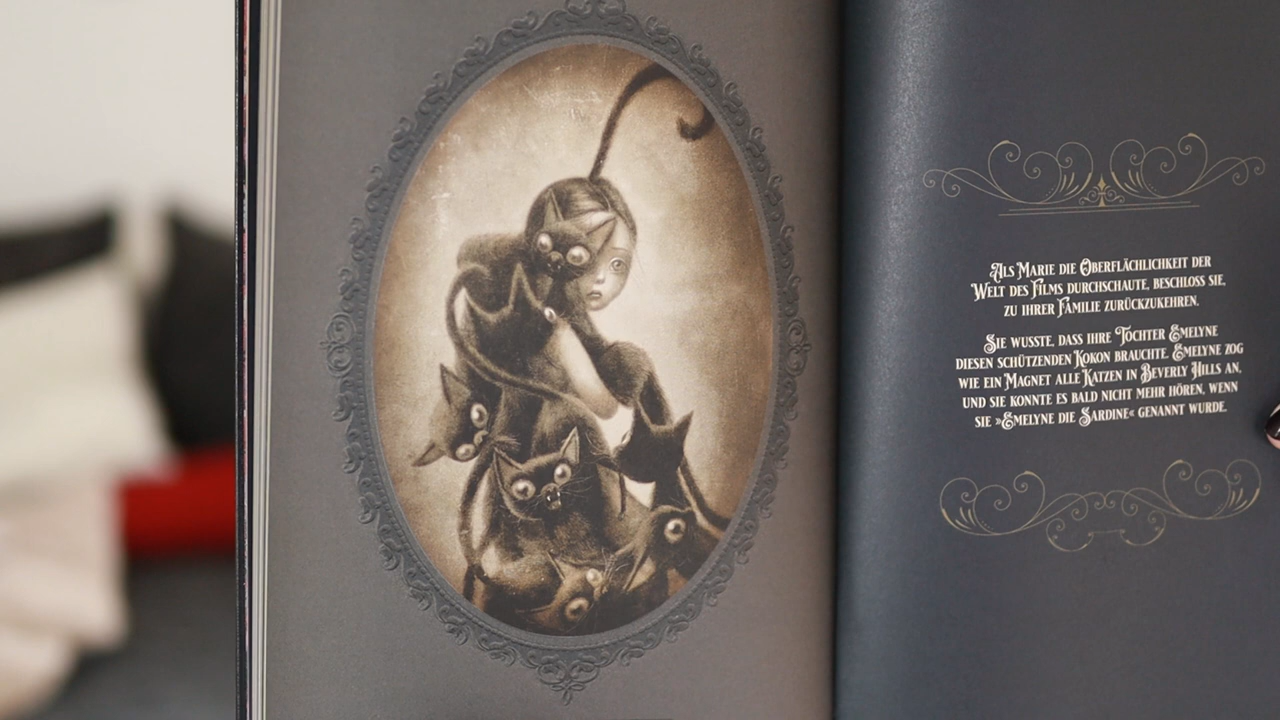 Als Marie die Oberflächlichkeit der
Welt des Films durchschaute, beschloss sie,
zu ihrer Familie zurückzukehren.
Sie wusste, dass ihre Tochter Emelyne
diesen schützenden Kokon brauchte. Emelyne zog
wie ein Magnet alle Katzen in Beverly Hills an,
und sie konnte es bald nicht mehr hören, wenn
sie »Emelyne die Sardine« genannt wurde.